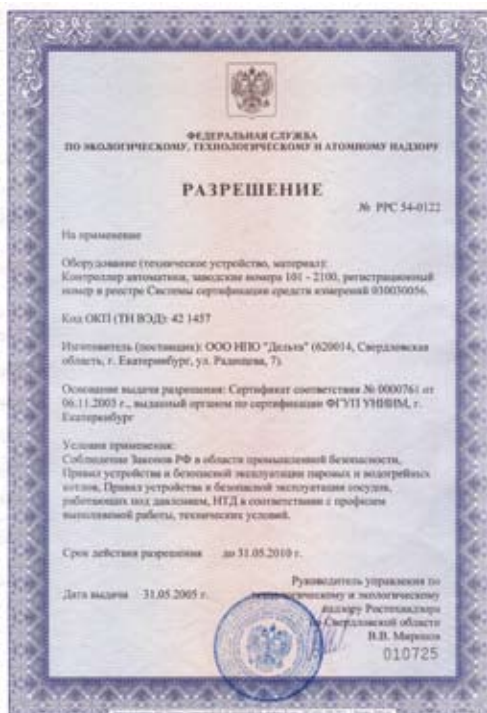 ФЕДЕРАЛЬНАЯ СЛУЖБА
ПО ЭКОЛОГИЧЕСКОМУ, ТЕХНОЛОГИЧЕСКОМУ И АТОМНОМУ НАДЗОРУ
РАЗРЕШЕНИЕ
№ РРС 54-0122
На применение
Оборудование (техническое устройство, материал):
Контроллер автоматики, заводские номера 101 - 2100, регистрационный
номер в реестре Системы сертификации средств измерений 030030056.
Код ОКП (ТН ВЭД): 42 1457
Изготовитель (поставщик): ООО НПО "Дельта" (620014, Свердловская
область, г. Екатеринбург, ул. Радищева, 7).
Основание выдачи разрешения: Сертификат соответствия № 0000761 от
06.11.2003 г., выданный органом по сертификации ФГУП УНИИМ, г.
Екатеринбург
Условия применения:
Соблюдение Законов РФ в области промышленной безопасности,
Правил устройства и безопасной эксплуатации паровых и водогрейных
котлов, Правил устройства и безопасной эксплуатации сосудов,
работающих под давлением, НТД в соответствии с профилем
выполняемой работы, технических условий.
Срок действия разрешения до 31.05.2010 г.
Дата выдачи 31.05.2005 г.
Руководитель управления по
технологическому и экологическому
надзору Ростехнадзора
по Свердловской области
В.В. Миронов
010725